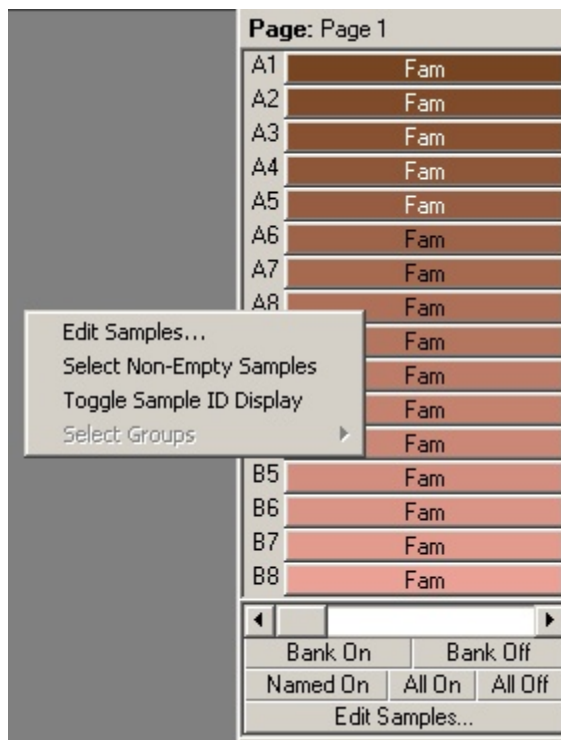 Page: Page 1
A1 Fam
A2 Fam
A3 Fam
A4 Fam
A5 Fam
A6 Fam
A7 Fam
A8 Fam
Fam
Fam
Fam
Fam
B5 Fam
B6 Fam
B7 Fam
B8 Fam
Edit Samples...
Select Non-Empty Samples
Toggle Sample ID Display
Select Groups
Bank On Bank Off
Named On All On All Off
Edit Samples...